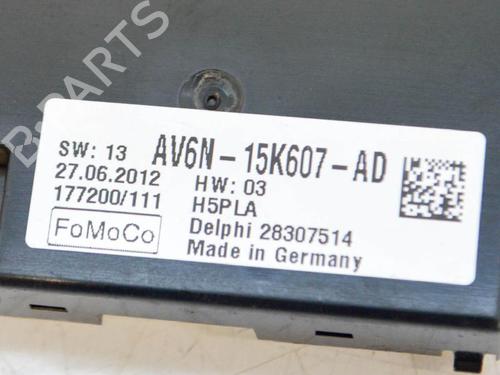 B-PARTS
AV6N-15K607-AD
SW: 13
27.06.2012 HW: 03
177200/111 H5PLA
FoMoCo Delphi 28307514
Made in Germany